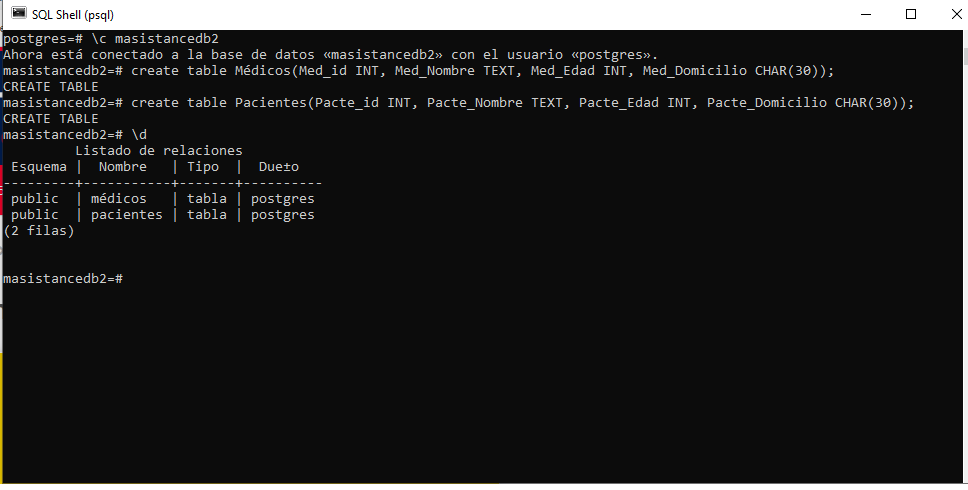 SQL Shell (psql)
postgres=# \c masistancedb2
Ahora está conectado a la base de datos «masistancedb2» con el usuario «postgres».
masistancedb2=# create table Médicos(Med_id INT, Med_Nombre TEXT, Med_Edad INT, Med_Domicilio CHAR(30));
CREATE TABLE
masistancedb2=# create table Pacientes(Pacte_id INT, Pacte_Nombre TEXT, Pacte_Edad INT, Pacte_Domicilio CHAR(30));
CREATE TABLE
masistancedb2=# \d
         Listado de relaciones
 Esquema |  Nombre   | Tipo  |  Due±o
---------+-----------+-------+----------
 public  | médicos   | tabla | postgres
 public  | pacientes | tabla | postgres
(2 filas)
masistancedb2=#